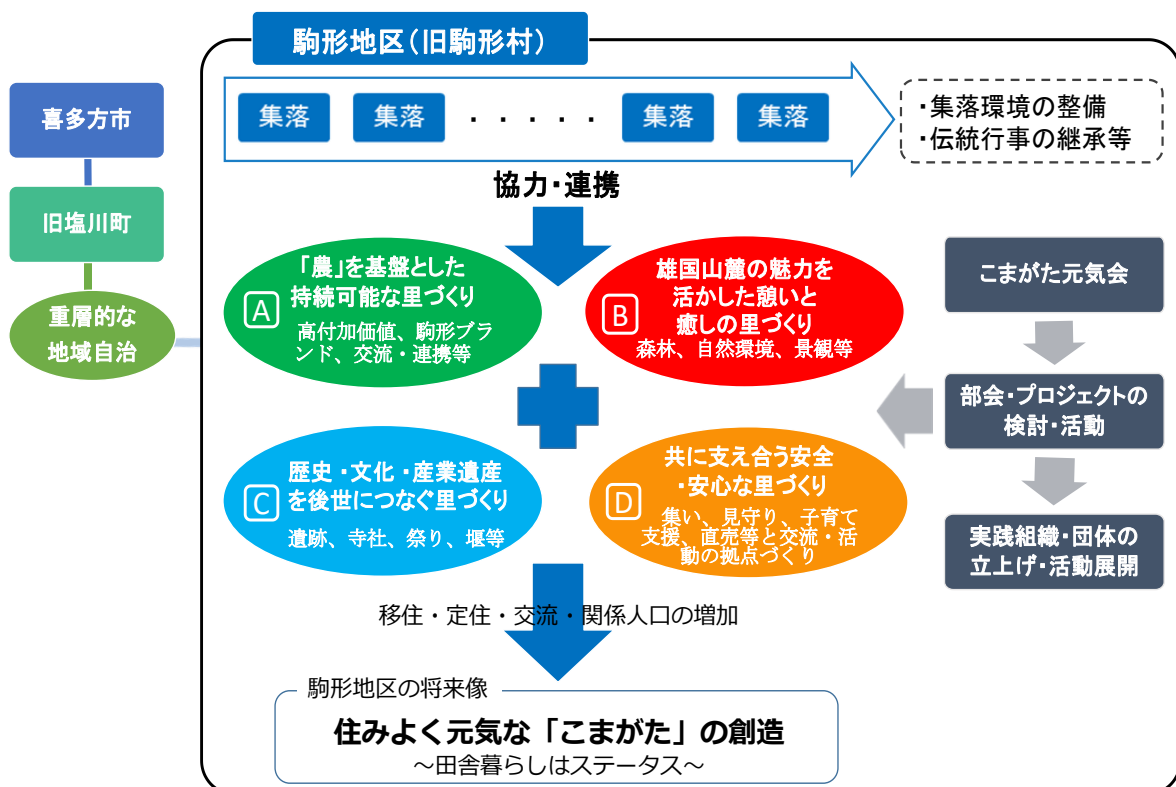 駒形地区（旧駒形村）
喜多方市
旧塩川町
重層的な
地域自治
集落
集落
・・・・・
集落
集落
・集落環境の整備
・伝統行事の継承等
協力・連携
A
「農」を基盤とした
持続可能な里づくり
高付加価値、駒形ブラ
ンド、交流・連携等
B
雄国山麓の魅力を
活かした憩いと
癒しの里づくり
森林、自然環境、景観等
C
歴史・文化・産業遺産
を後世につなぐ里づくり
遺跡、寺社、祭り、堰等
D
共に支え合う安全
・安心な里づくり
集い、見守り、子育て
支援、直売等と交流・活
動の拠点づくり
こまがた元気会
部会・プロジェクトの
検討・活動
実践組織・団体の
立上げ・活動展開
移住・定住・交流・関係人口の増加
駒形地区の将来像
住みよく元気な「こまがた」の創造
～田舎暮らしはステータス～